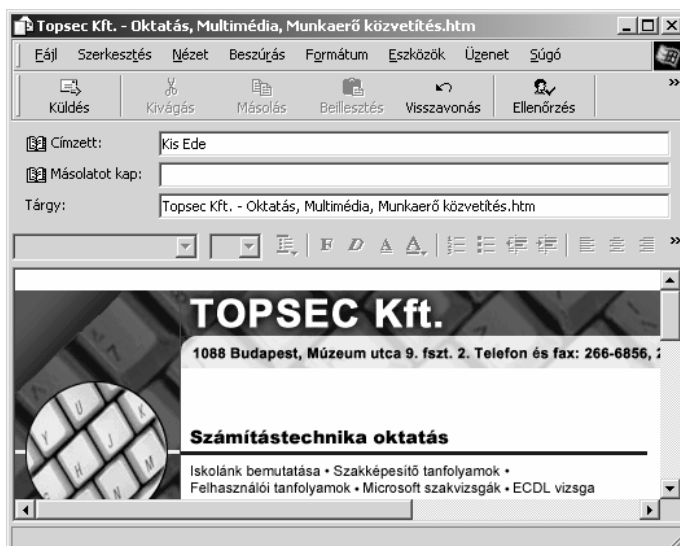 Topsec Kft. - Oktatás, Multimédia, Munkaerő közvetítés.htm
Fájl Szerkesztés Nézet Beszúrás Formátum Eszközök Üzenet Súgó
Küldés Kivágás Másolás Beillesztés Visszavonás Ellenőrzés »
Címzett: Kis Ede
Másolatot kap:
Tárgy: Topsec Kft. - Oktatás, Multimédia, Munkaerő közvetítés.htm
F D A A »
TOPSEC Kft.
1088 Budapest, Múzeum utca 9. fszt. 2. Telefon és fax: 266-6856,
Számítástechnika oktatás
Iskolánk bemutatása • Szakképesítő tanfolyamok •
Felhasználói tanfolyamok • Microsoft szakvizsgák • ECDL vizsga
Y U J K H M N